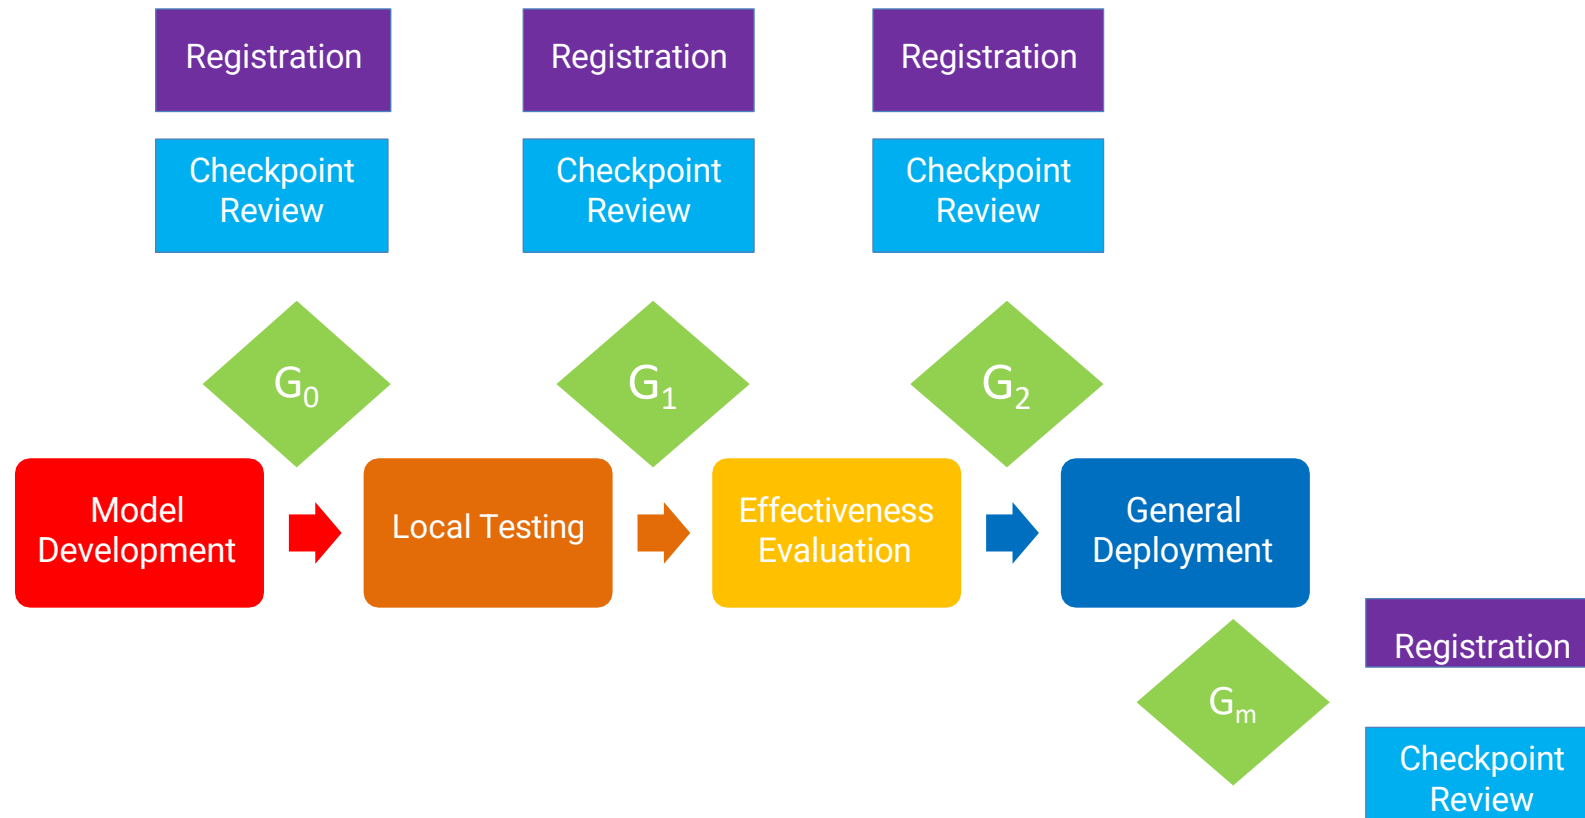 Registration
Registration
Registration
Checkpoint
Review
Checkpoint
Review
Checkpoint
Review
G₀
G₁
G₂
Model
Development
Local Testing
Effectiveness
Evaluation
General
Deployment
Registration
Gₘ
Checkpoint
Review